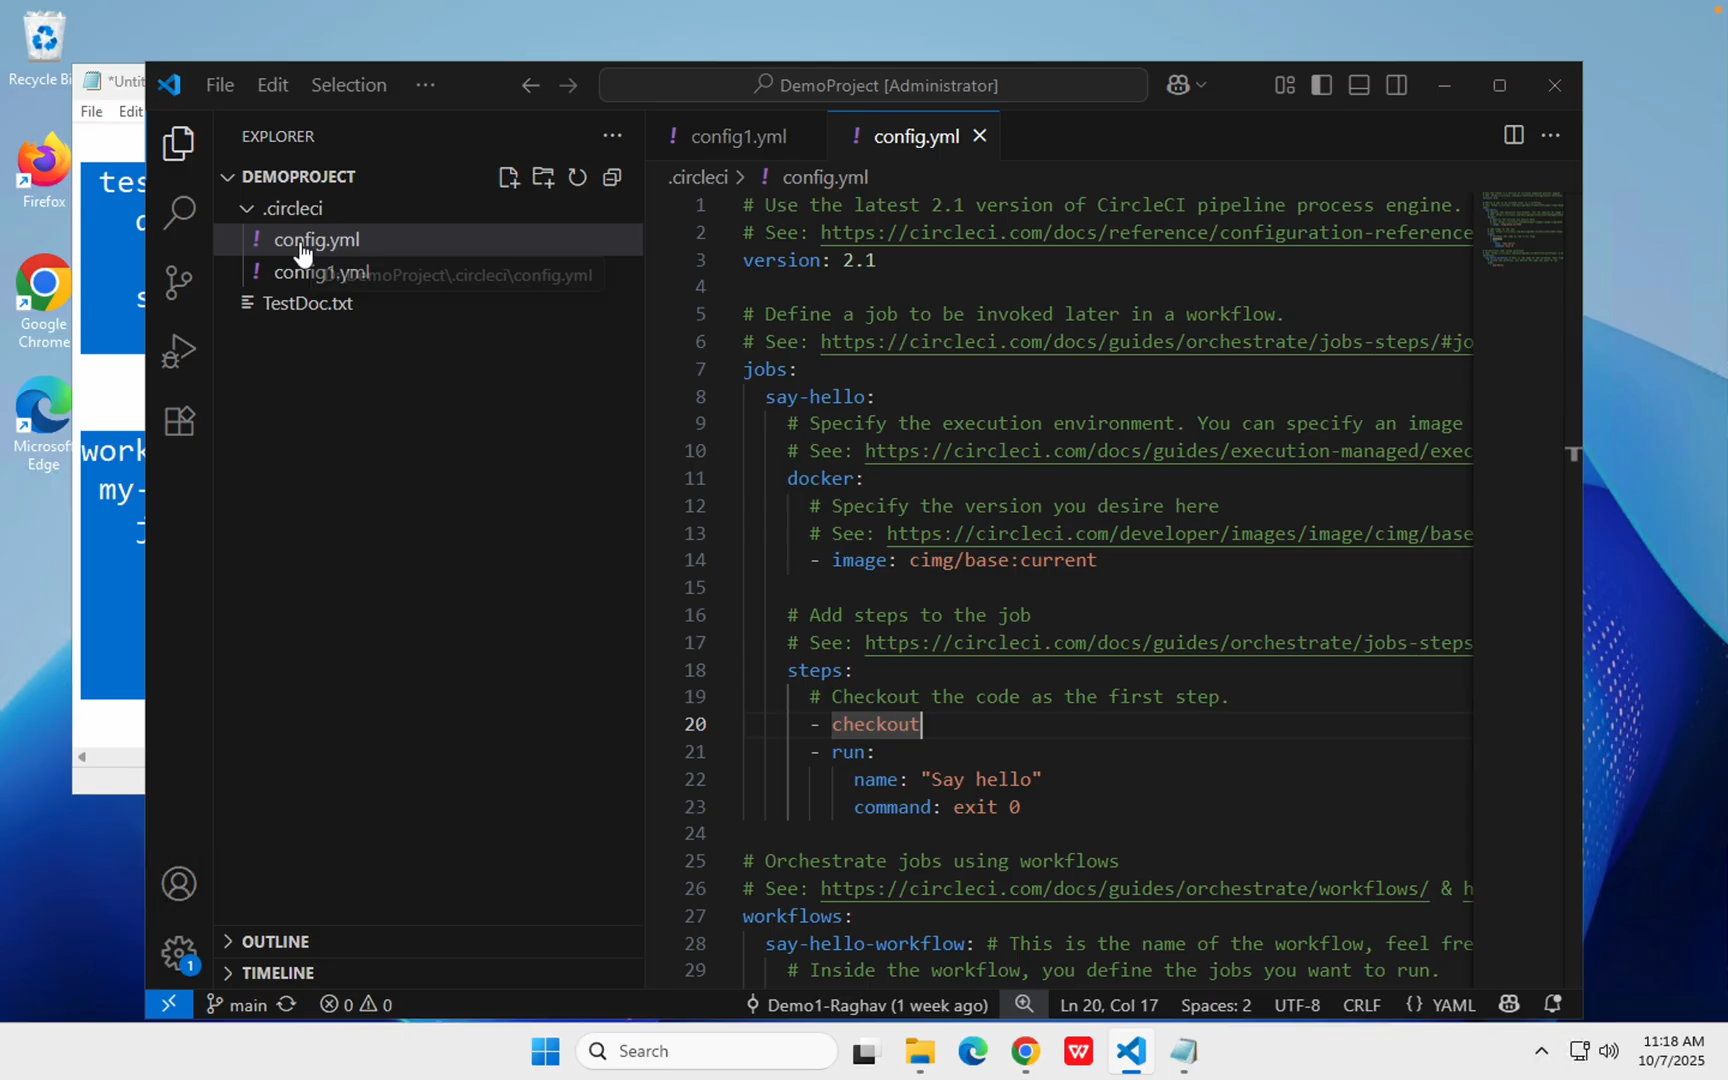 Recycle Bi
*Untit
File Edit
tes
work
my-
Firefox
Google
Chrome
Microsoft
Edge
File Edit Selection ···
DemoProject [Administrator]
EXPLORER
DEMOPROJECT
.circleci
config.yml
config1.yml
DemoProject\.circleci\config.yml
TestDoc.txt
OUTLINE
TIMELINE
config1.yml
config.yml
.circleci > config.yml
1 # Use the latest 2.1 version of CircleCI pipeline process engine.
2 # See: https://circleci.com/docs/reference/configuration-reference
3 version: 2.1
4
5 # Define a job to be invoked later in a workflow.
6 # See: https://circleci.com/docs/guides/orchestrate/jobs-steps/#jo
7 jobs:
8 say-hello:
9 # Specify the execution environment. You can specify an image
10 # See: https://circleci.com/docs/guides/execution-managed/exec
11 docker:
12 # Specify the version you desire here
13 # See: https://circleci.com/developer/images/image/cimg/base
14 - image: cimg/base:current
15
16 # Add steps to the job
17 # See: https://circleci.com/docs/guides/orchestrate/jobs-steps
18 steps:
19 # Checkout the code as the first step.
20 - checkout
21 - run:
22 name: "Say hello"
23 command: exit 0
24
25 # Orchestrate jobs using workflows
26 # See: https://circleci.com/docs/guides/orchestrate/workflows/ & h
27 workflows:
28 say-hello-workflow: # This is the name of the workflow, feel fre
29 # Inside the workflow, you define the jobs you want to run.
1
main 0 0 Demo1-Raghav (1 week ago) Ln 20, Col 17 Spaces: 2 UTF-8 CRLF {} YAML
Search
11:18 AM
10/7/2025